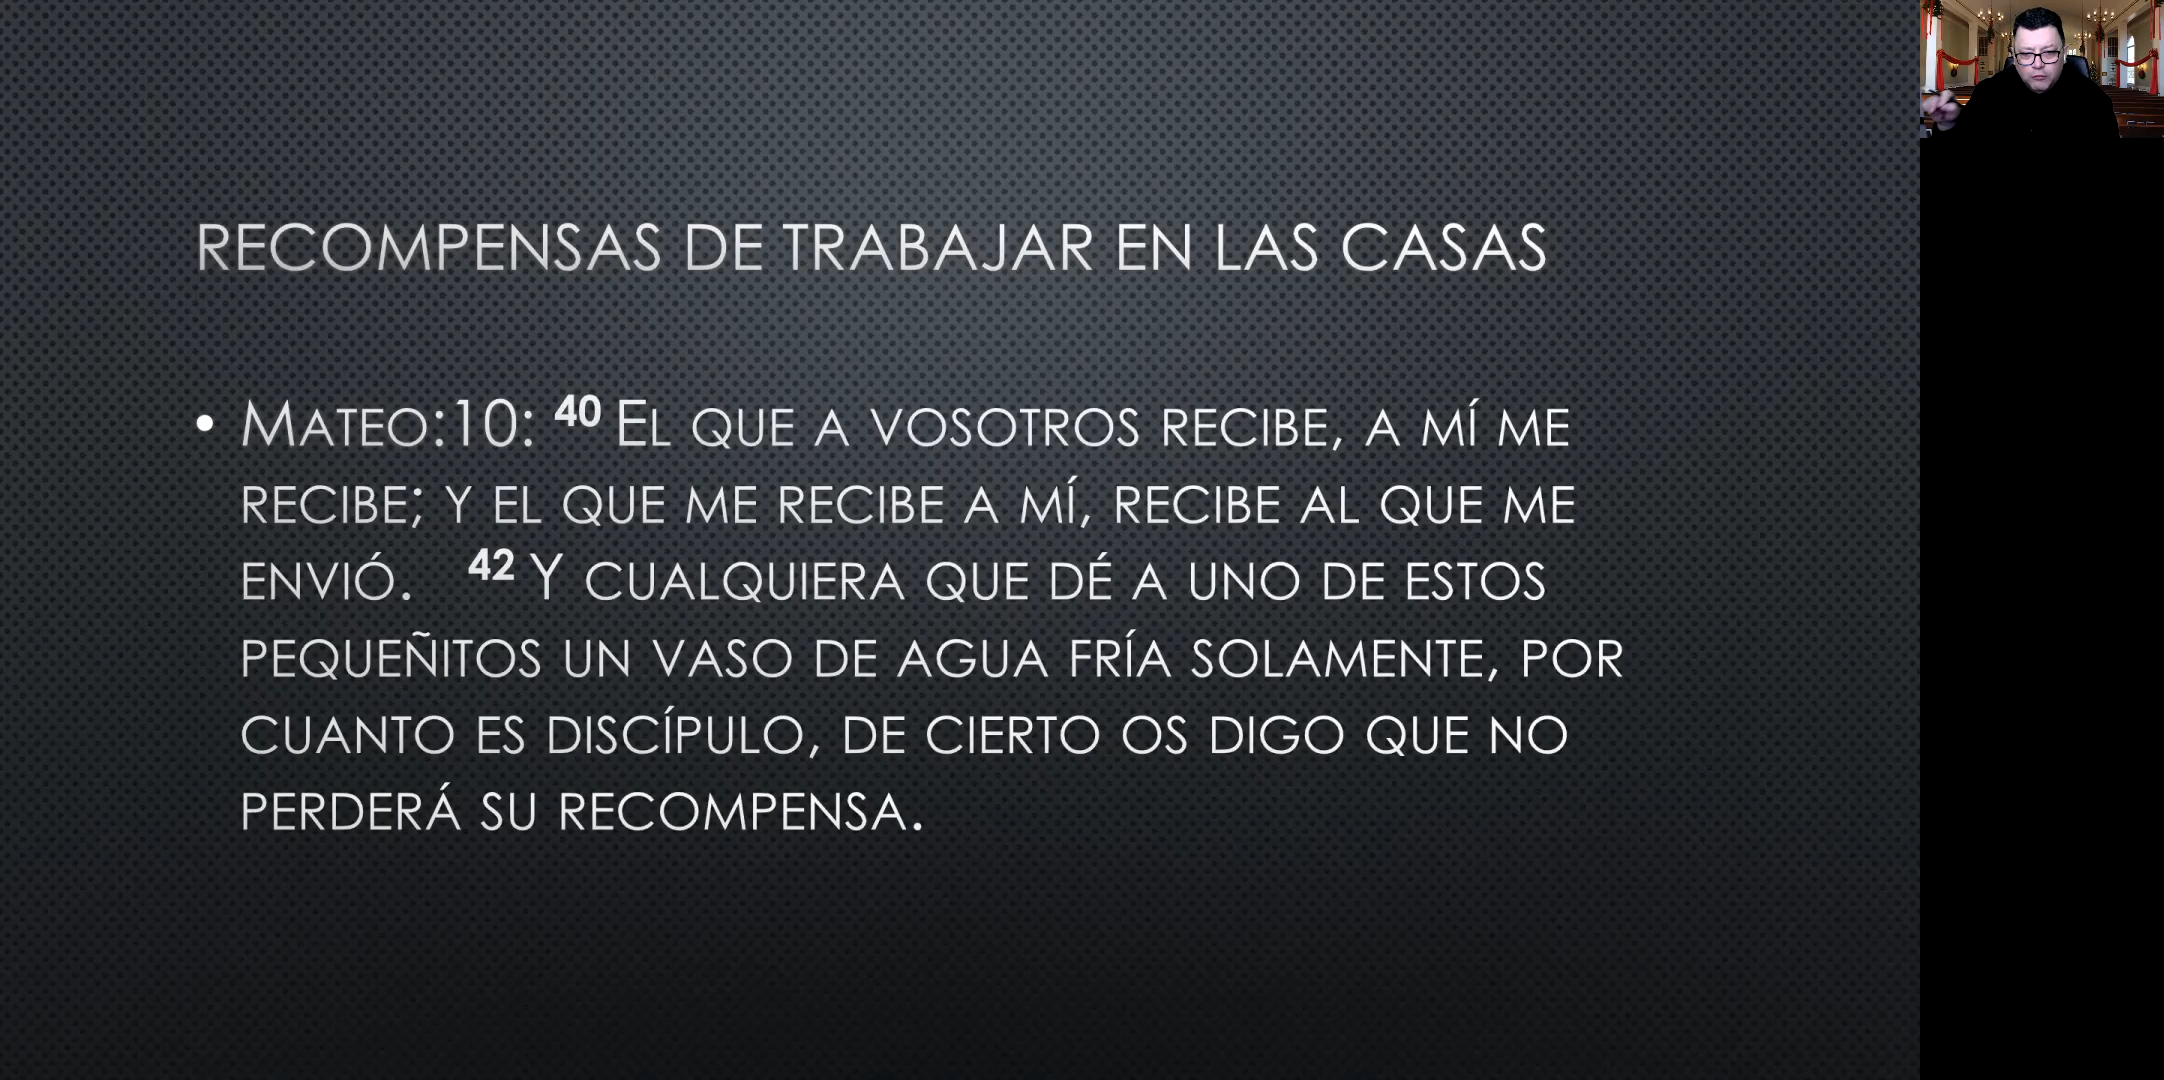 RECOMPENSAS DE TRABAJAR EN LAS CASAS
• MATEO:10: 40 EL QUE A VOSOTROS RECIBE, A MÍ ME
RECIBE; Y EL QUE ME RECIBE A MÍ, RECIBE AL QUE ME
ENVIÓ. 42 Y CUALQUIERA QUE DÉ A UNO DE ESTOS
PEQUEÑITOS UN VASO DE AGUA FRÍA SOLAMENTE, POR
CUANTO ES DISCÍPULO, DE CIERTO OS DIGO QUE NO
PERDERÁ SU RECOMPENSA.